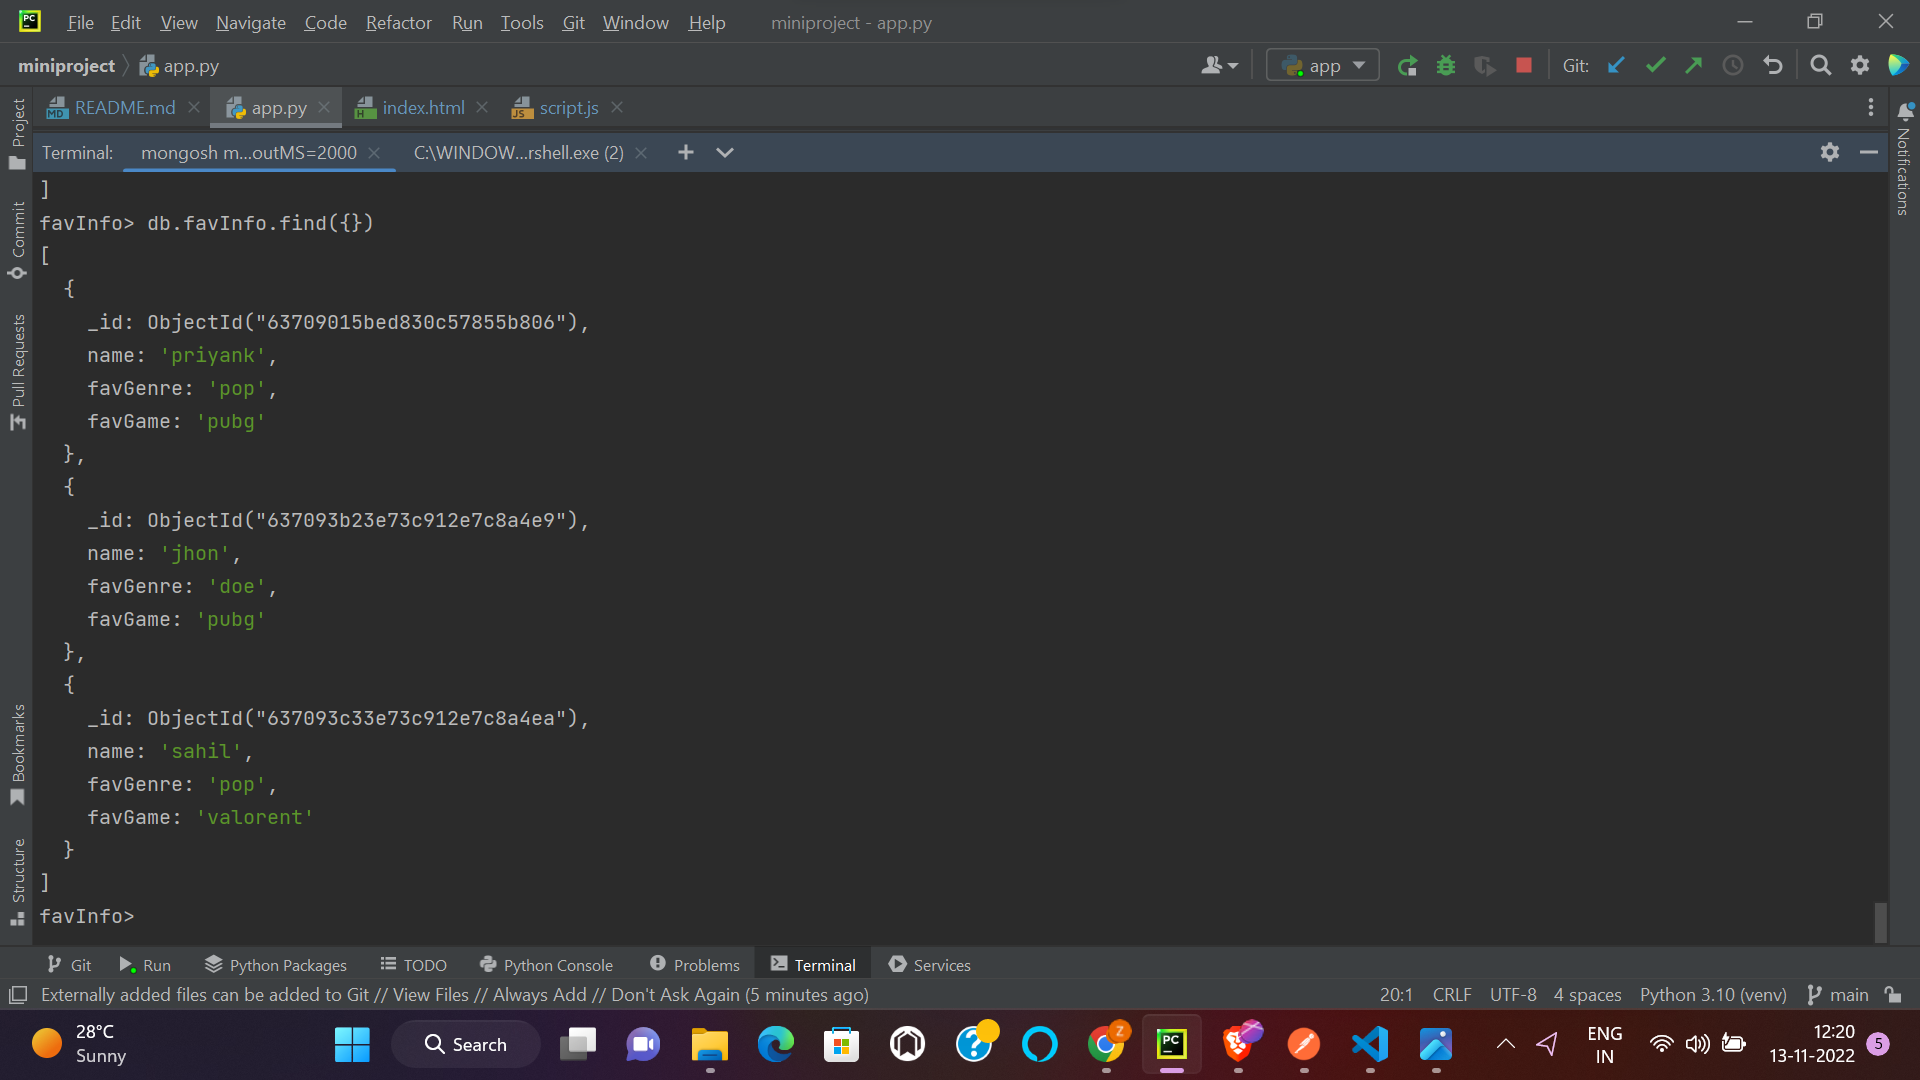 PC File Edit View Navigate Code Refactor Run Tools Git Window Help miniproject - app.py
miniproject app.py app Git:
README.md app.py index.html script.js
Terminal: mongosh m...outMS=2000 C:\WINDOW...rshell.exe (2)
]
favInfo> db.favInfo.find({})
[
  {
    _id: ObjectId("63709015bed830c57855b806"),
    name: 'priyank',
    favGenre: 'pop',
    favGame: 'pubg'
  },
  {
    _id: ObjectId("637093b23e73c912e7c8a4e9"),
    name: 'jhon',
    favGenre: 'doe',
    favGame: 'pubg'
  },
  {
    _id: ObjectId("637093c33e73c912e7c8a4ea"),
    name: 'sahil',
    favGenre: 'pop',
    favGame: 'valorent'
  }
]
favInfo>
Project
Commit
Pull Requests
Bookmarks
Structure
Notifications
Git Run Python Packages TODO Python Console Problems Terminal Services
Externally added files can be added to Git // View Files // Always Add // Don't Ask Again (5 minutes ago) 20:1 CRLF UTF-8 4 spaces Python 3.10 (venv) main
28°C
Sunny
Search
Z
PC
ENG
IN
12:20
13-11-2022
5